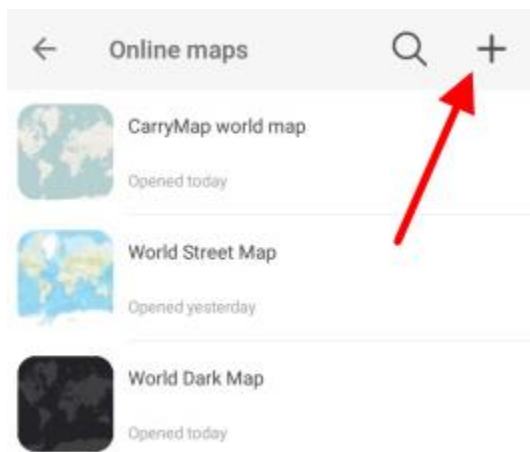 Online maps
CarryMap world map
Opened today
World Street Map
Opened yesterday
World Dark Map
Opened today